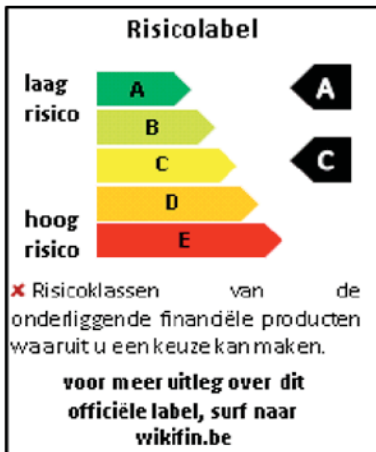 Risicolabel
laag
risico
A
A
B
C
C
D
hoog
risico
E
✘ Risicoklassen van de
onderliggende financiële producten
waaruit u een keuze kan maken.
voor meer uitleg over dit
officiële label, surf naar
wikifin.be